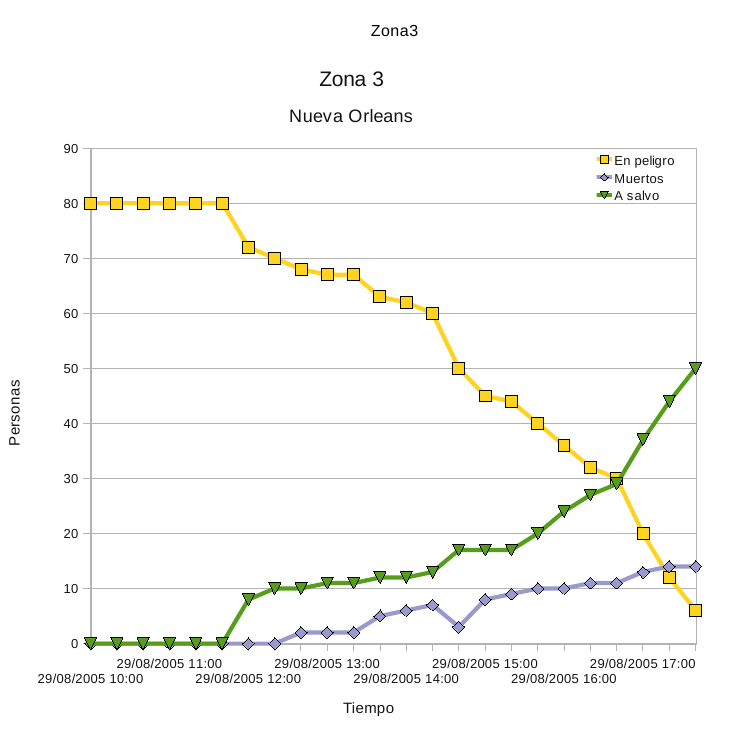 Zona3
Zona 3
Nueva Orleans
90
80
70
60
50
40
30
20
10
0
Personas
En peligro
Muertos
A salvo
29/08/2005 11:00 29/08/2005 13:00 29/08/2005 15:00 29/08/2005 17:00
29/08/2005 10:00 29/08/2005 12:00 29/08/2005 14:00 29/08/2005 16:00
Tiempo